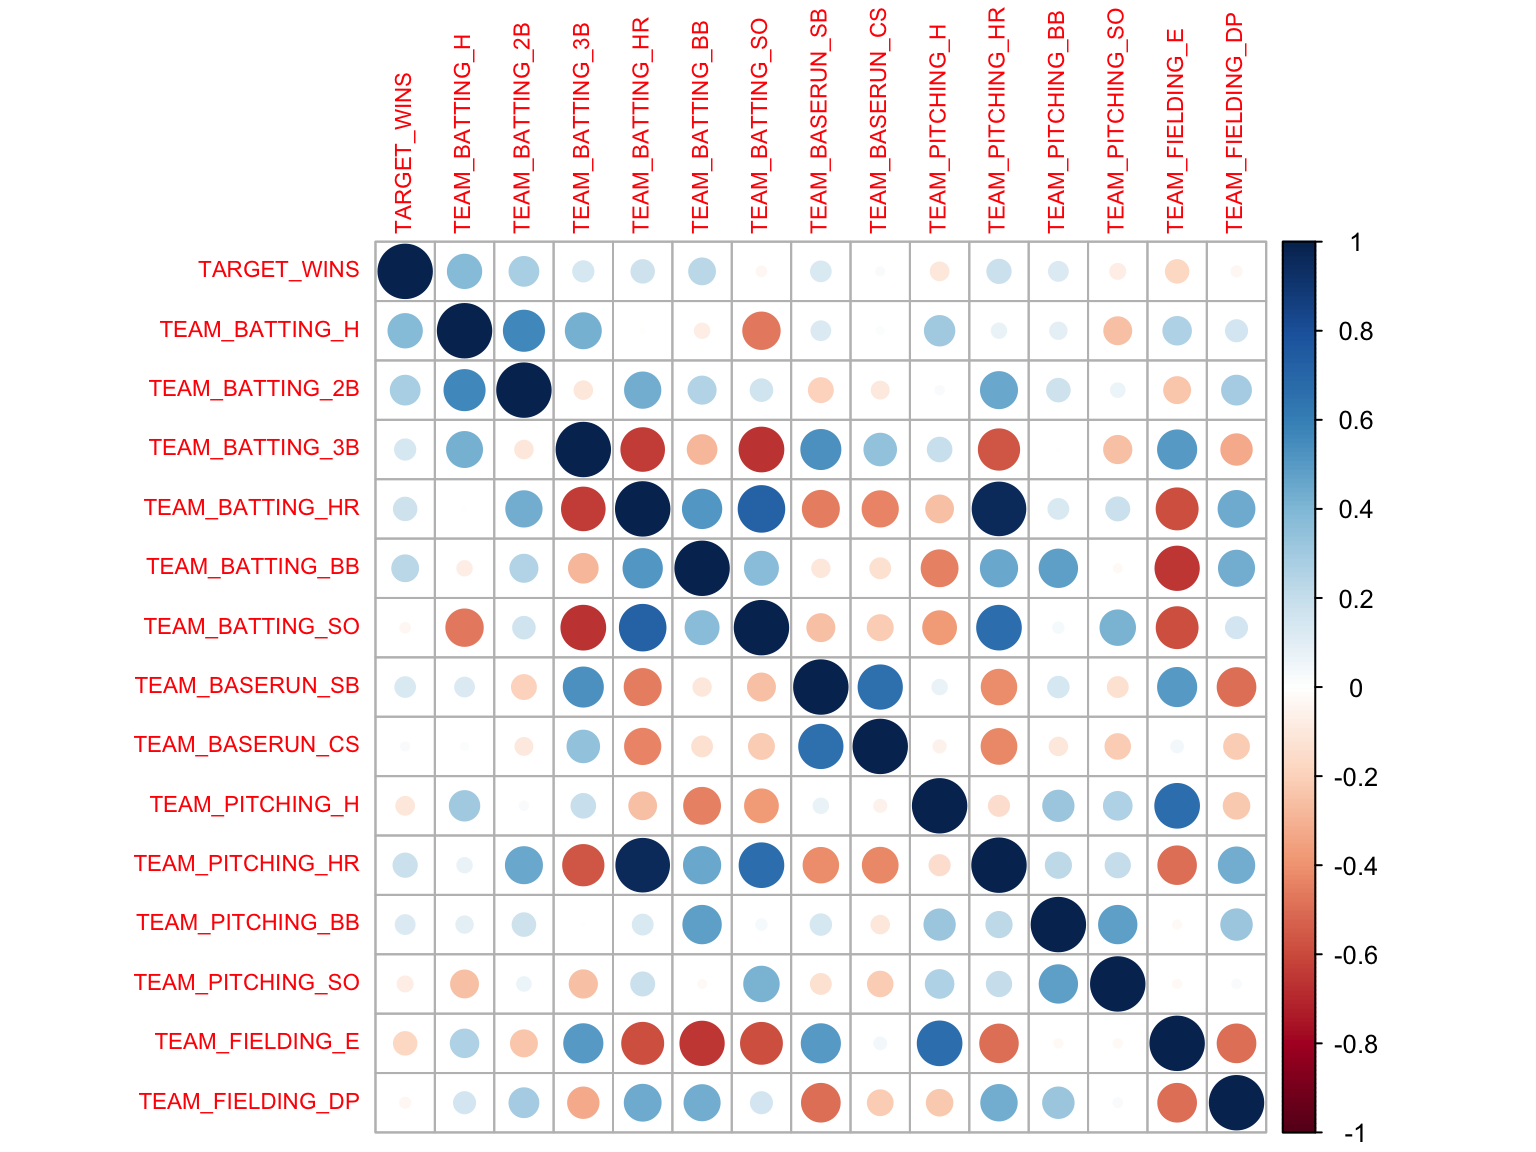 TARGET_WINS
TEAM_BATTING_H
TEAM_BATTING_2B
TEAM_BATTING_3B
TEAM_BATTING_HR
TEAM_BATTING_BB
TEAM_BATTING_SO
TEAM_BASERUN_SB
TEAM_BASERUN_CS
TEAM_PITCHING_H
TEAM_PITCHING_HR
TEAM_PITCHING_BB
TEAM_PITCHING_SO
TEAM_FIELDING_E
TEAM_FIELDING_DP
TARGET_WINS
TEAM_BATTING_H
TEAM_BATTING_2B
TEAM_BATTING_3B
TEAM_BATTING_HR
TEAM_BATTING_BB
TEAM_BATTING_SO
TEAM_BASERUN_SB
TEAM_BASERUN_CS
TEAM_PITCHING_H
TEAM_PITCHING_HR
TEAM_PITCHING_BB
TEAM_PITCHING_SO
TEAM_FIELDING_E
TEAM_FIELDING_DP
1
0.8
0.6
0.4
0.2
0
-0.2
-0.4
-0.6
-0.8
-1